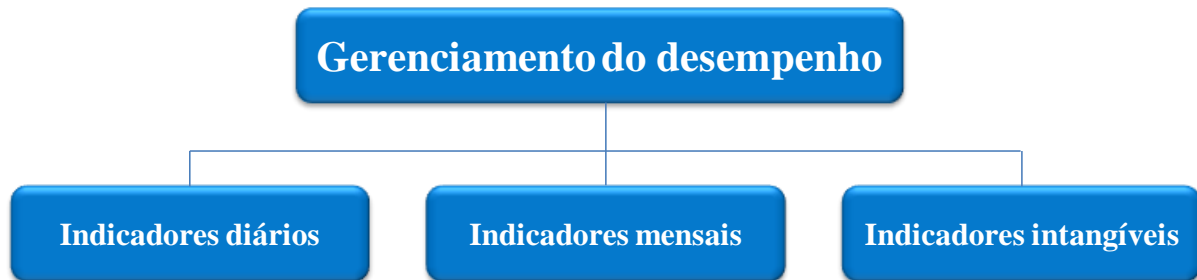 Gerenciamento do desempenho
Indicadores diários
Indicadores mensais
Indicadores intangíveis